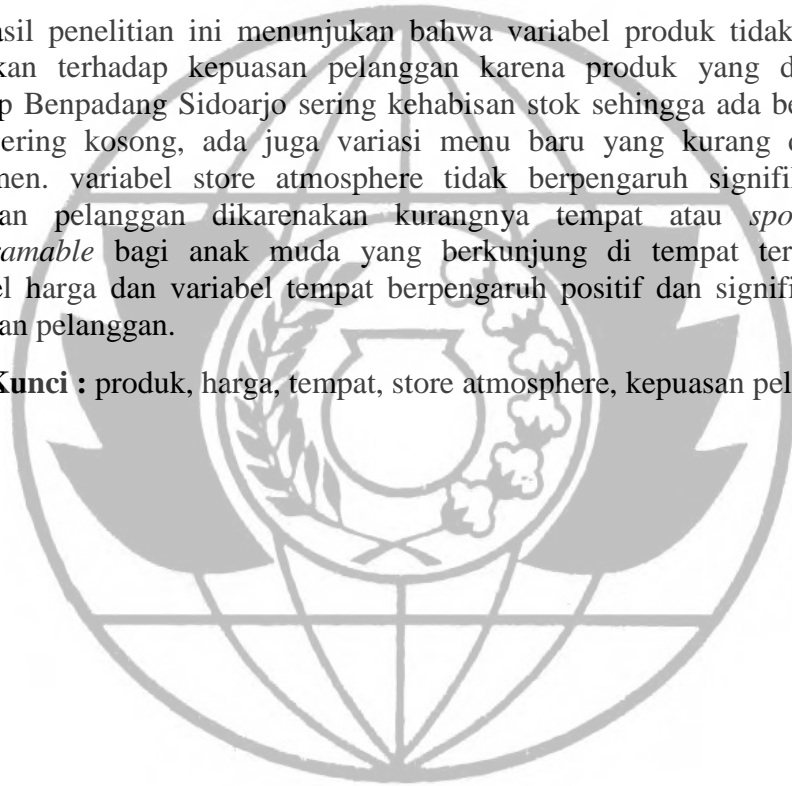 asil penelitian ini menunjukan bahwa variabel produk tidak
kan terhadap kepuasan pelanggan karena produk yang d
p Benpadang Sidoarjo sering kehabisan stok sehingga ada be
ering kosong, ada juga variasi menu baru yang kurang d
men. variabel store atmosphere tidak berpengaruh signifi
an pelanggan dikarenakan kurangnya tempat atau spo
ramable bagi anak muda yang berkunjung di tempat ter
el harga dan variabel tempat berpengaruh positif dan signifi
an pelanggan.
Kunci : produk, harga, tempat, store atmosphere, kepuasan pel